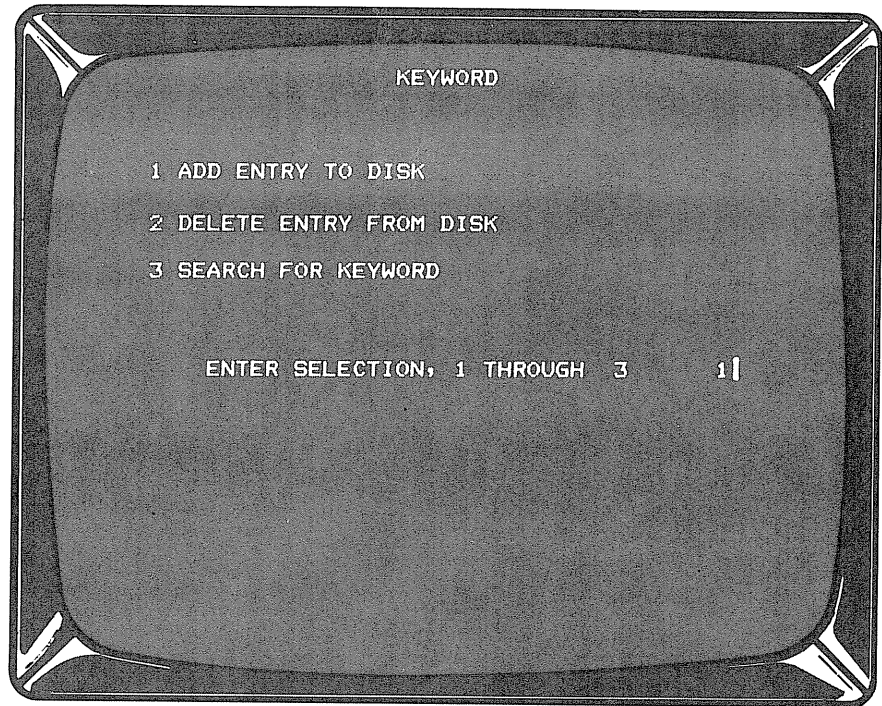 KEYWORD
1 ADD ENTRY TO DISK
2 DELETE ENTRY FROM DISK
3 SEARCH FOR KEYWORD
ENTER SELECTION, 1 THROUGH 3 1